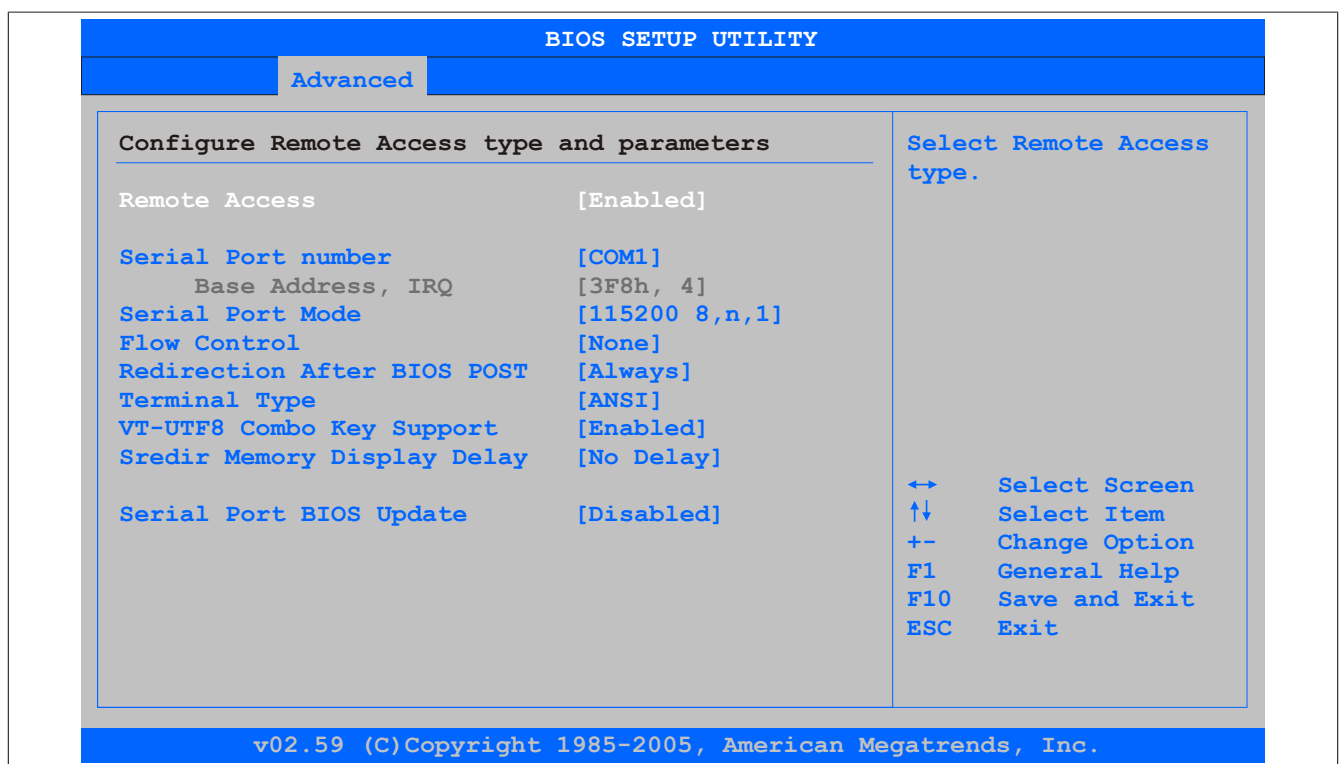 BIOS SETUP UTILITY
Advanced
Configure Remote Access type and parameters
Remote Access [Enabled]
Serial Port number [COM1]
Base Address, IRQ [3F8h, 4]
Serial Port Mode [115200 8,n,1]
Flow Control [None]
Redirection After BIOS POST [Always]
Terminal Type [ANSI]
VT-UTF8 Combo Key Support [Enabled]
Sredir Memory Display Delay [No Delay]
Serial Port BIOS Update [Disabled]
Select Remote Access
type.
↔ Select Screen
↑↓ Select Item
+- Change Option
F1 General Help
F10 Save and Exit
ESC Exit
v02.59 (C)Copyright 1985-2005, American Megatrends, Inc.